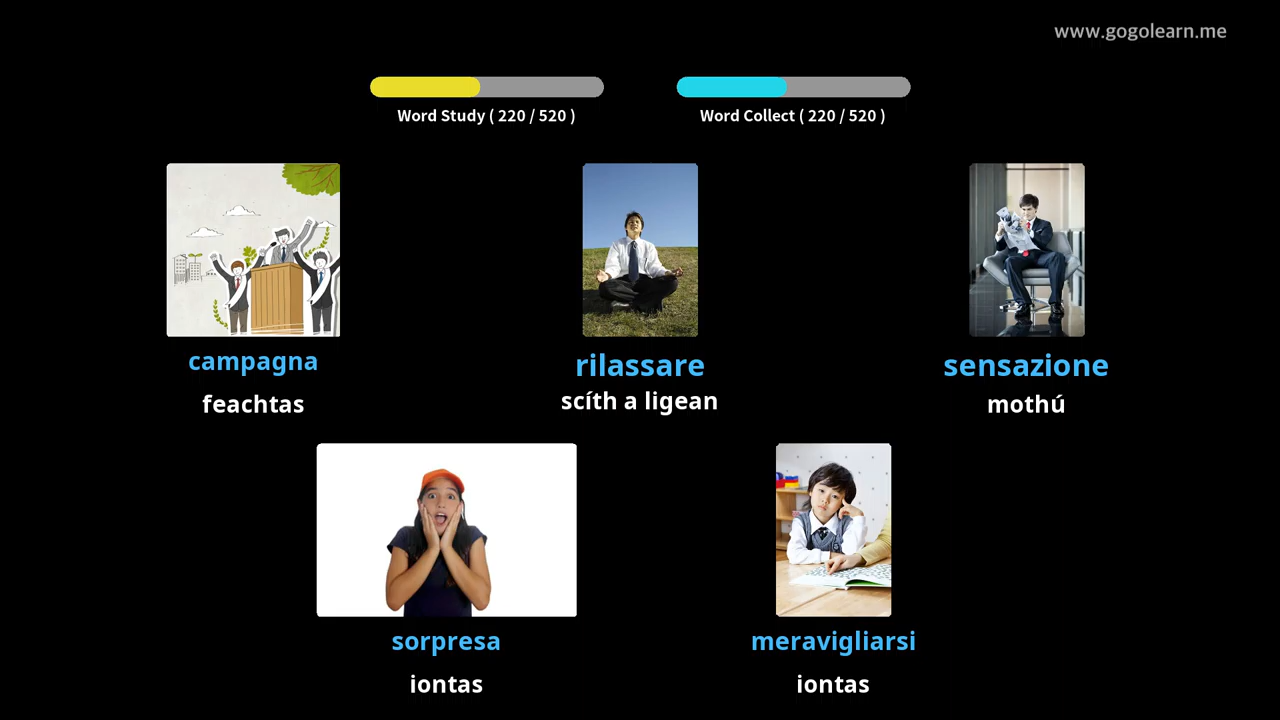 www.gogolearn.me
Word Study ( 220 / 520 )
Word Collect ( 220 / 520 )
campagna
feachtas
rilassare
scíth a ligean
sensazione
mothú
sorpresa
iontas
meravigliarsi
iontas